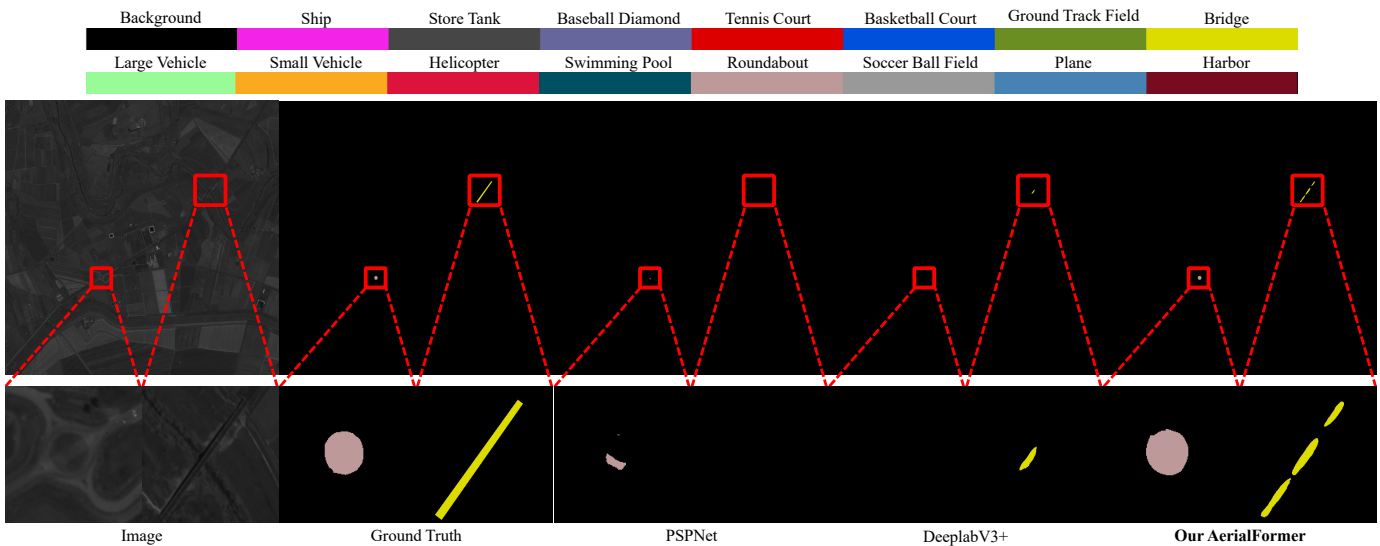 Background Ship Store Tank Baseball Diamond Tennis Court Basketball Court Ground Track Field Bridge
Large Vehicle Small Vehicle Helicopter Swimming Pool Roundabout Soccer Ball Field Plane Harbor
Image Ground Truth PSPNet DeeplabV3+ Our AerialFormer